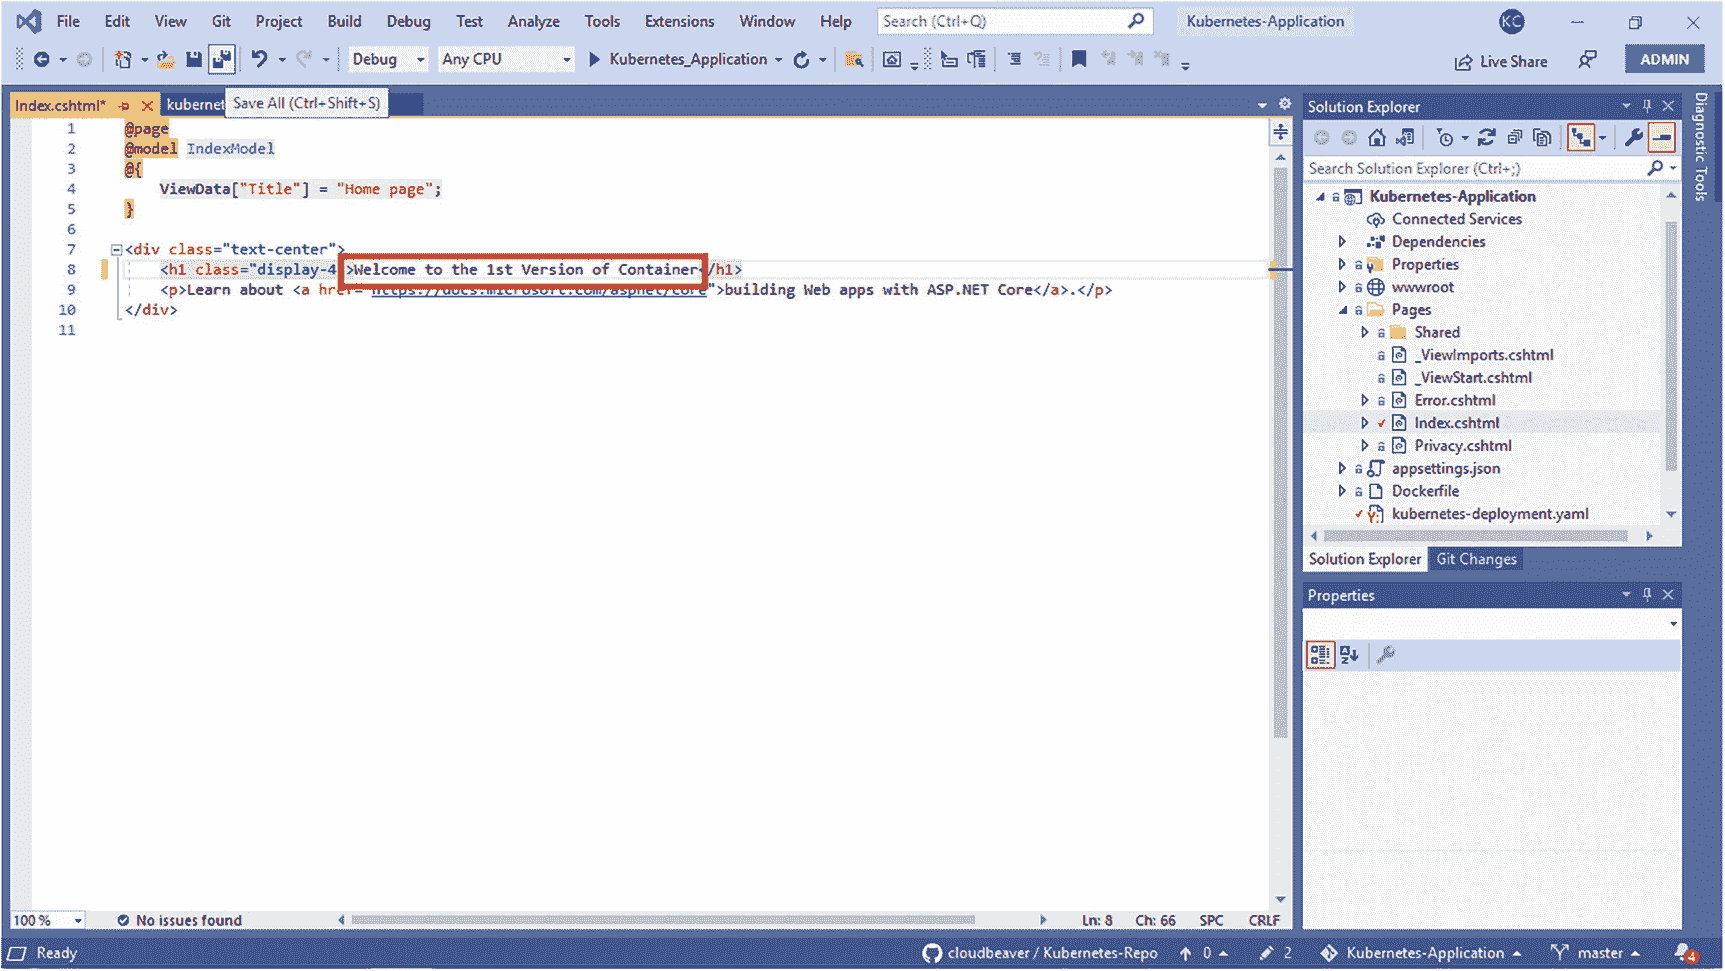 File Edit View Git Project Build Debug Test Analyze Tools Extensions Window Help Search (Ctrl+Q) Kubernetes-Application KC
Debug Any CPU Kubernetes_Application Live Share ADMIN
Index.cshtml* kubernet Save All (Ctrl+Shift+S)
1 @page
2 @model IndexModel
3 @{
4 ViewData["Title"] = "Home page";
5 }
6
7 <div class="text-center">
8 <h1 class="display-4 >Welcome to the 1st Version of Container /h1>
9 <p>Learn about <a href="https://docs.microsoft.com/aspnet/core">building Web apps with ASP.NET Core</a>.</p>
10 </div>
11
Solution Explorer
Search Solution Explorer (Ctrl+;)
Kubernetes-Application
Connected Services
Dependencies
Properties
wwwroot
Pages
Shared
_ViewImports.cshtml
_ViewStart.cshtml
Error.cshtml
Index.cshtml
Privacy.cshtml
appsettings.json
Dockerfile
kubernetes-deployment.yaml
Solution Explorer Git Changes
Properties
Diagnostic Tools
100 % No issues found Ln: 8 Ch: 66 SPC CRLF
Ready cloudbeaver / Kubernetes-Repo 0 2 Kubernetes-Application master 4